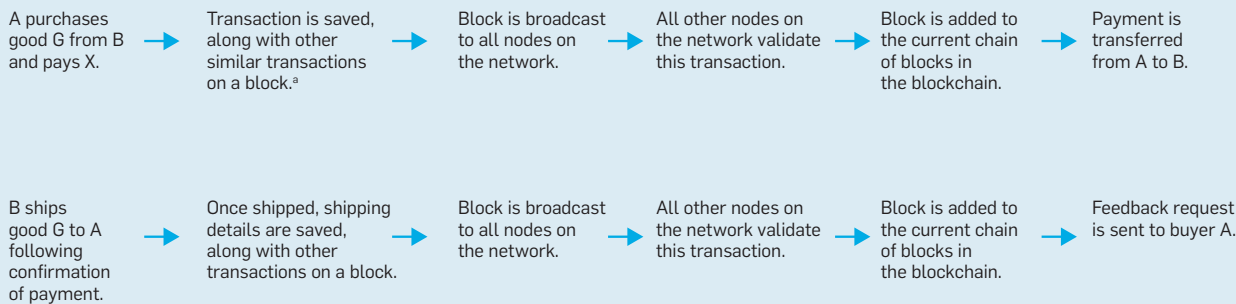 A purchases
good G from B
and pays X.
Transaction is saved,
along with other
similar transactions
on a block.ᵃ
Block is broadcast
to all nodes on
the network.
All other nodes on
the network validate
this transaction.
Block is added to
the current chain
of blocks in
the blockchain.
Payment is
transferred
from A to B.
B ships
good G to A
following
confirmation
of payment.
Once shipped, shipping
details are saved,
along with other
transactions on a block.
Block is broadcast
to all nodes on
the network.
All other nodes on
the network validate
this transaction.
Block is added to
the current chain
of blocks in
the blockchain.
Feedback request
is sent to buyer A.